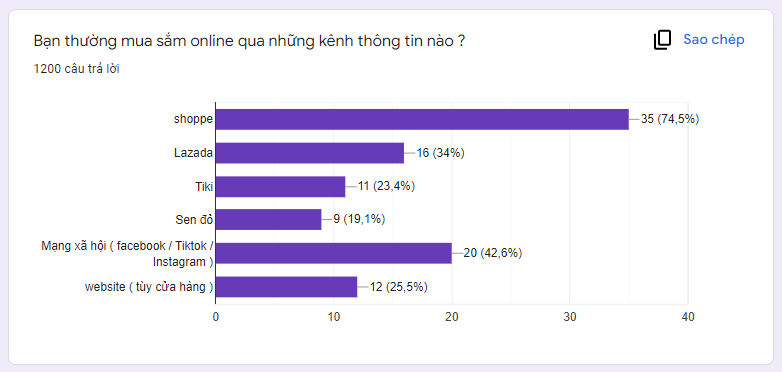 Bạn thường mua sắm online qua những kênh thông tin nào ?
Sao chép
1200 câu trả lời
shoppe
35 (74,5%)
Lazada
16 (34%)
Tiki
11 (23,4%)
Sen đỏ
9 (19,1%)
Mạng xã hội ( facebook / Tiktok /
Instagram )
20 (42,6%)
website ( tùy cửa hàng )
12 (25,5%)
0
10
20
30
40